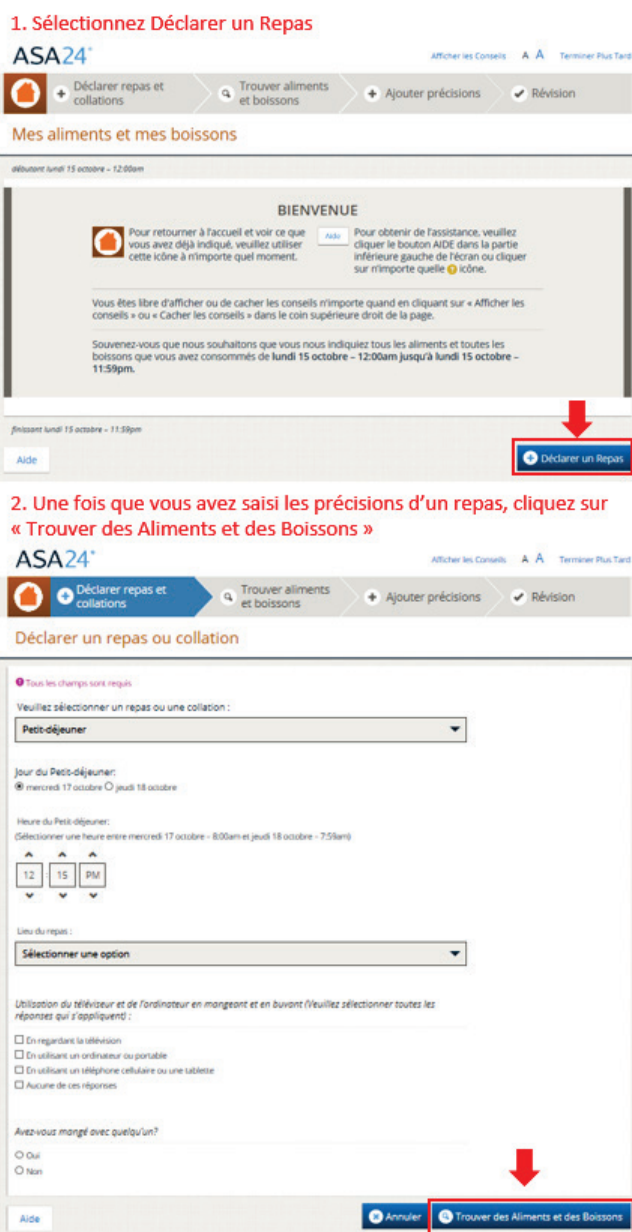 1. Sélectionnez Déclarer un Repas
ASA24®
Afficher les Conseils A A Terminer Plus Tard
Déclarer repas et
collations
Trouver aliments
et boissons
Ajouter précisions
Révision
Mes aliments et mes boissons
débutant lundi 15 octobre – 12:00am
BIENVENUE
Pour retourner à l'accueil et voir ce que
vous avez déjà indiqué, veuillez utiliser
cette icône à n'importe quel moment.
Aide
Pour obtenir de l'assistance, veuillez
cliquer le bouton AIDE dans la partie
inférieure gauche de l'écran ou cliquer
sur n'importe quelle ? icône.
Vous êtes libre d'afficher ou de cacher les conseils n'importe quand en cliquant sur « Afficher les
conseils » ou « Cacher les conseils » dans le coin supérieure droit de la page.
Souvenez-vous que nous souhaitons que vous nous indiquiez tous les aliments et toutes les
boissons que vous avez consommés de lundi 15 octobre – 12:00am jusqu'à lundi 15 octobre –
11:59pm.
finissant lundi 15 octobre – 11:59pm
Aide
Déclarer un Repas
2. Une fois que vous avez saisi les précisions d'un repas, cliquez sur
« Trouver des Aliments et des Boissons »
ASA24®
Afficher les Conseils A A Terminer Plus Tard
Déclarer repas et
collations
Trouver aliments
et boissons
Ajouter précisions
Révision
Déclarer un repas ou collation
Tous les champs sont requis
Veuillez sélectionner un repas ou une collation :
Petit-déjeuner
Jour du Petit-déjeuner:
mercredi 17 octobre jeudi 18 octobre
Heure du Petit-déjeuner:
(Sélectionner une heure entre mercredi 17 octobre – 8:00am et jeudi 18 octobre – 7:59am)
12 : 15 PM
Lieu du repas :
Sélectionner une option
Utilisation du téléviseur et de l'ordinateur en mangeant et en buvant (Veuillez sélectionner toutes les
réponses qui s'appliquent) :
En regardant la télévision
En utilisant un ordinateur ou portable
En utilisant un téléphone cellulaire ou une tablette
Aucune de ces réponses
Avez-vous mangé avec quelqu'un?
Oui
Non
Aide
Annuler
Trouver des Aliments et des Boissons